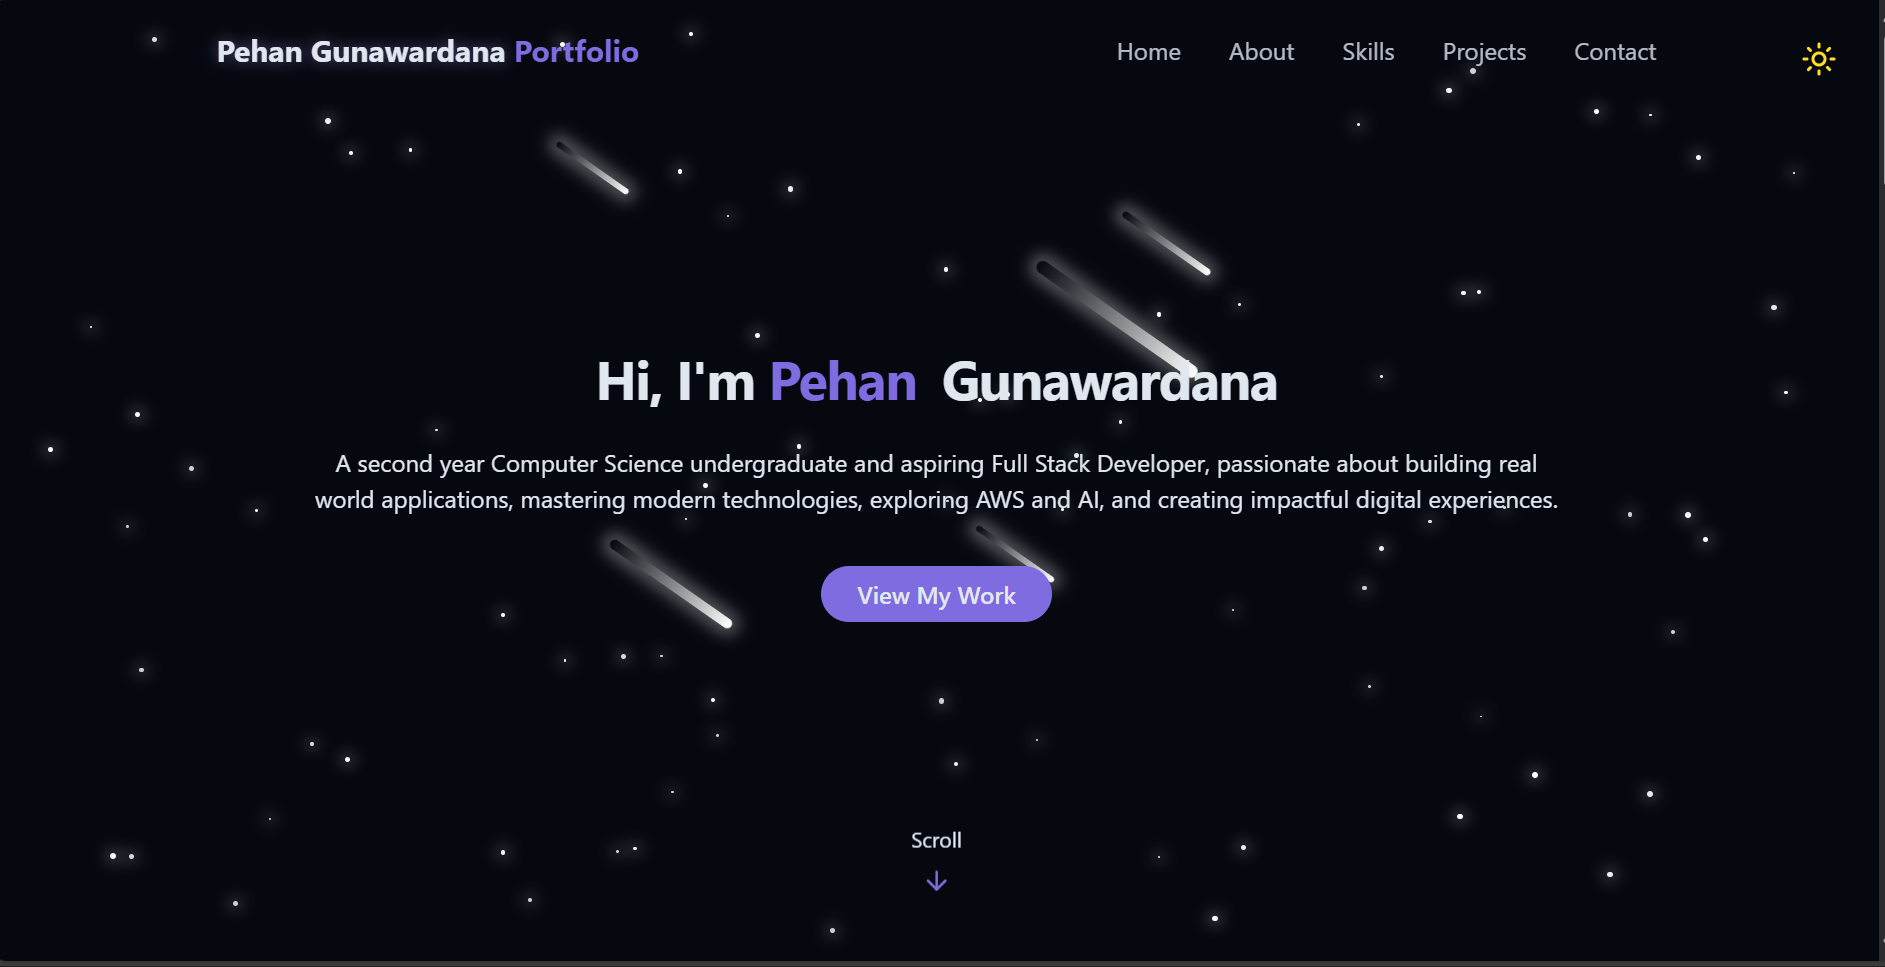 Pehan Gunawardana Portfolio
Home About Skills Projects Contact
Hi, I'm Pehan Gunawardana
A second year Computer Science undergraduate and aspiring Full Stack Developer, passionate about building real
world applications, mastering modern technologies, exploring AWS and AI, and creating impactful digital experiences.
View My Work
Scroll